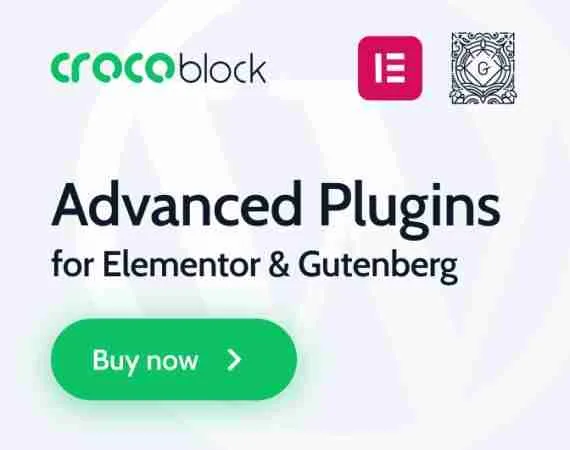 crocoblock
G
Advanced Plugins
for Elementor & Gutenberg
Buy now